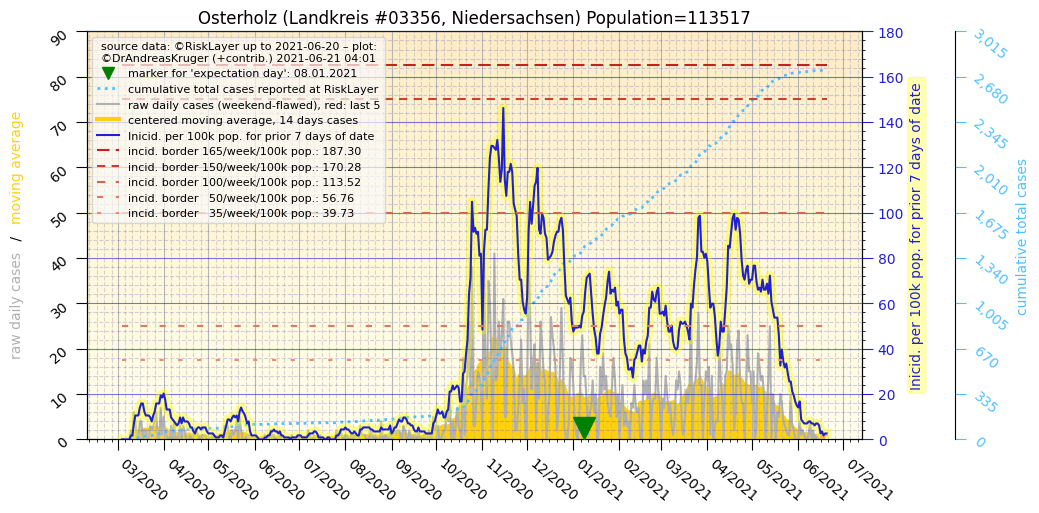 Osterholz (Landkreis #03356, Niedersachsen) Population=113517
source data: ©RiskLayer up to 2021-06-20 – plot:
©DrAndreasKruger (+contrib.) 2021-06-21 04:01
marker for 'expectation day': 08.01.2021
cumulative total cases reported at RiskLayer
raw daily cases (weekend-flawed), red: last 5
centered moving average, 14 days cases
Inicid. per 100k pop. for prior 7 days of date
incid. border 165/week/100k pop.: 187.30
incid. border 150/week/100k pop.: 170.28
incid. border 100/week/100k pop.: 113.52
incid. border 50/week/100k pop.: 56.76
incid. border 35/week/100k pop.: 39.73
raw daily cases / moving average
90
80
70
60
50
40
30
20
10
0
03/2020
04/2020
05/2020
06/2020
07/2020
08/2020
09/2020
10/2020
11/2020
12/2020
01/2021
02/2021
03/2021
04/2021
05/2021
06/2021
07/2021
180
160
140
120
100
80
60
40
20
0
Inicid. per 100k pop. for prior 7 days of date
3,015
2,680
2,345
2,010
1,675
1,340
1,005
670
335
0
cumulative total cases